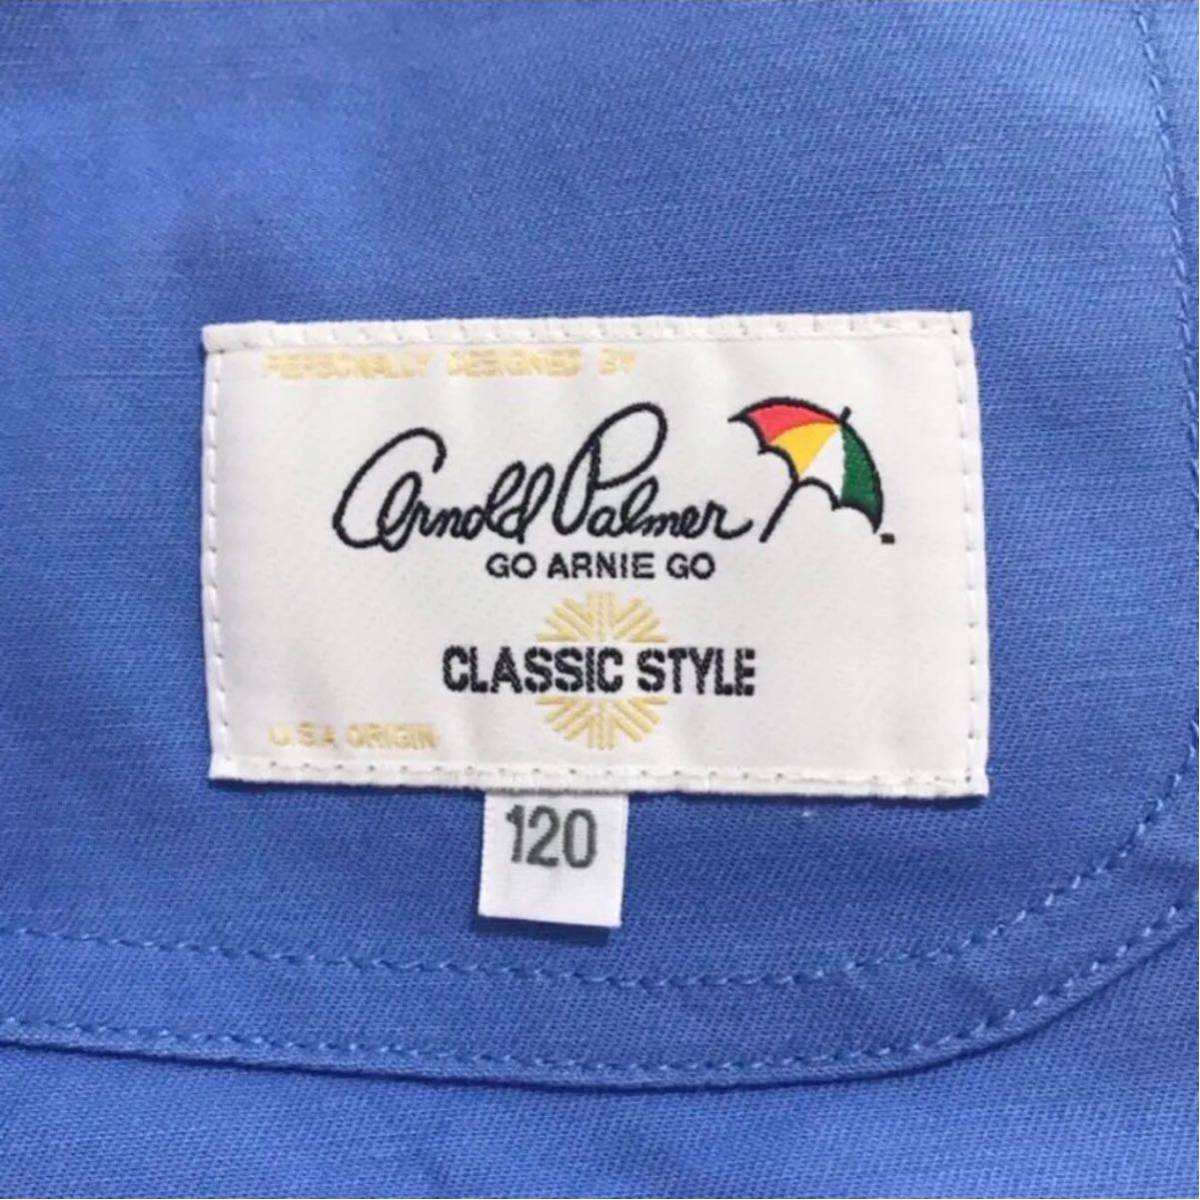 PERSONALLY DESIGNED BY
Arnold Palmer
GO ARNIE GO
CLASSIC STYLE
U.S.A ORIGIN
120